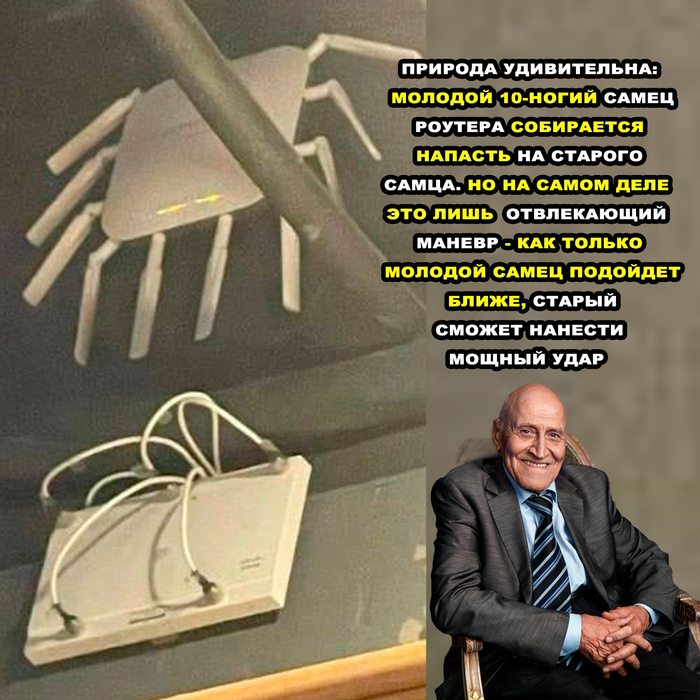 ПРИРОДА УДИВИТЕЛЬНА:
МОЛОДОЙ 10-НОГИЙ САМЕЦ
РОУТЕРА СОБИРАЕТСЯ
НАПАСТЬ НА СТАРОГО
САМЦА. НО НА САМОМ ДЕЛЕ
ЭТО ЛИШЬ ОТВЛЕКАЮЩИЙ
МАНЕВР - КАК ТОЛЬКО
МОЛОДОЙ САМЕЦ ПОДОЙДЕТ
БЛИЖЕ, СТАРЫЙ
СМОЖЕТ НАНЕСТИ
МОЩНЫЙ УДАР